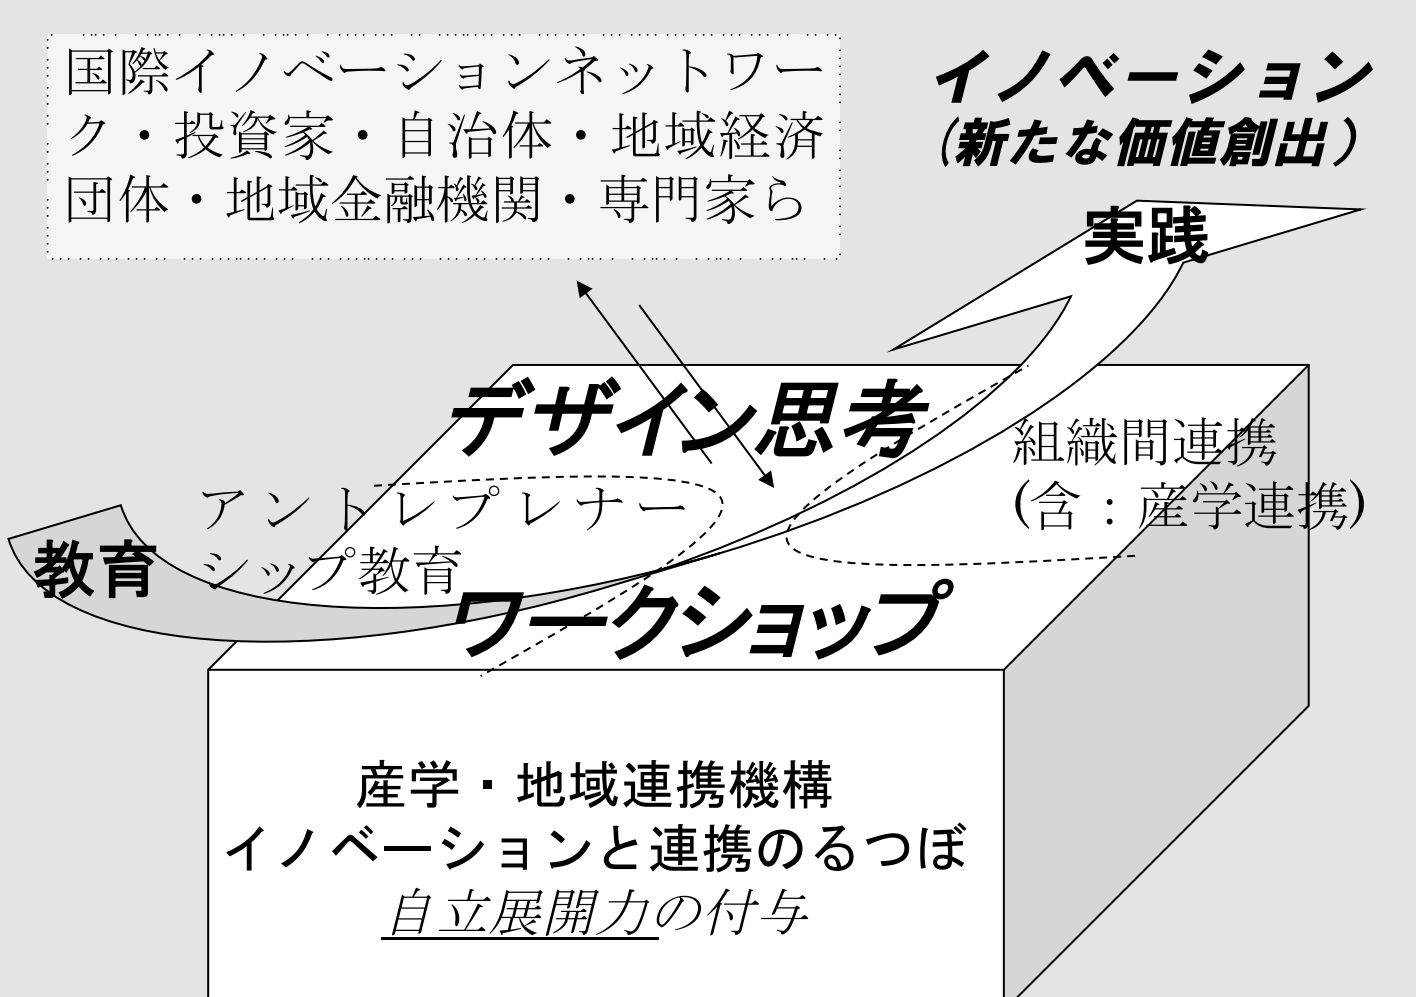 国際イノベーションネットワー
ク・投資家・自治体・地域経済
団体・地域金融機関・専門家ら
イノベーション
(新たな価値創出）
実践
デザイン思考
組織間連携
(含：産学連携)
アントレプレナー
シップ教育
教育
ワークショップ
産学・地域連携機構
イノベーションと連携のるつぼ
自立展開力の付与